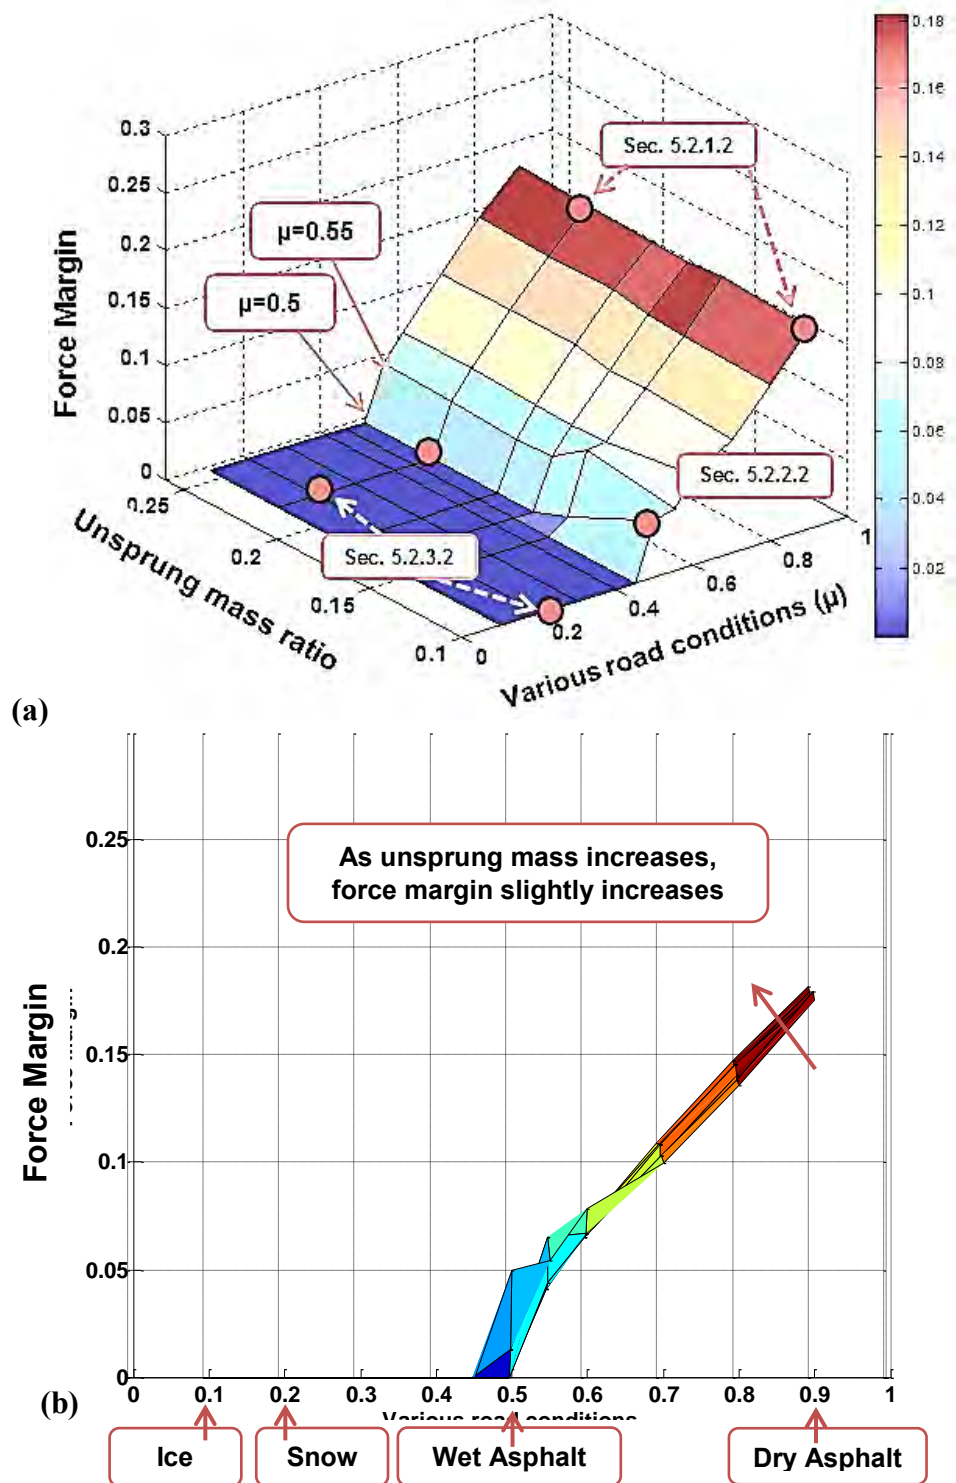 0.3
0.25
0.2
0.15
0.1
0.05
0
Force Margin
μ=0.55
μ=0.5
Sec. 5.2.1.2
Sec. 5.2.2.2
Sec. 5.2.3.2
0.25
0.2
0.15
0.1
Unsprung mass ratio
0
0.2
0.4
0.6
0.8
1
Various road conditions (μ)
0.18
0.16
0.14
0.12
0.1
0.08
0.06
0.04
0.02
(a)
As unsprung mass increases,
force margin slightly increases
0.25
0.2
0.15
0.1
0.05
0
Force Margin
0 0.1 0.2 0.3 0.4 0.5 0.6 0.7 0.8 0.9 1
Various road conditions
(b)
Ice
Snow
Wet Asphalt
Dry Asphalt